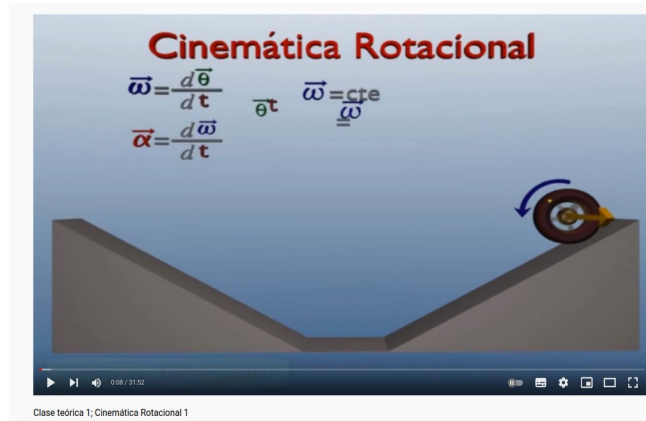 Cinemática Rotacional
ω⃗ = dθ⃗/dt
θ⃗t
ω⃗ = cte
ω⃗
=
α⃗ = dω⃗/dt
0:08 / 31:52
Clase teórica 1; Cinemática Rotacional 1